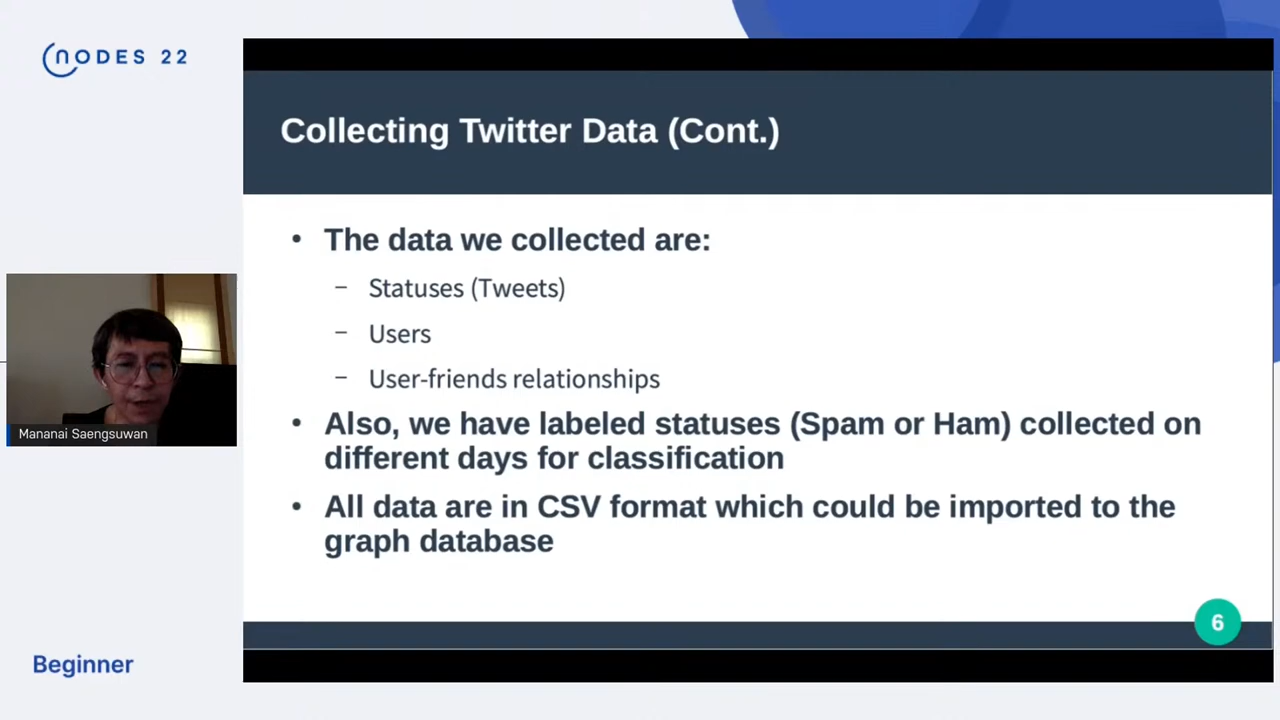 NODES 22
Collecting Twitter Data (Cont.)
• The data we collected are:
– Statuses (Tweets)
– Users
– User-friends relationships
• Also, we have labeled statuses (Spam or Ham) collected on
different days for classification
• All data are in CSV format which could be imported to the
graph database
6
Mananai Saengsuwan
Beginner